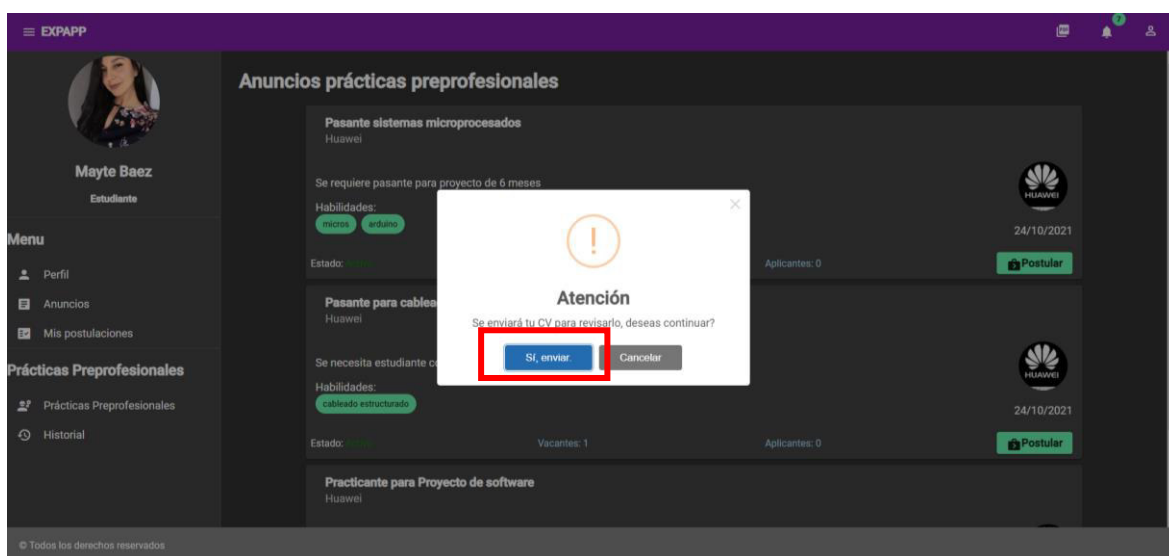 EXPAPP
7
Mayte Baez
Estudiante
Menu
Perfil
Anuncios
Mis postulaciones
Prácticas Preprofesionales
Prácticas Preprofesionales
Historial
© Todos los derechos reservados
Anuncios prácticas preprofesionales
Pasante sistemas microprocesados
Huawei
Se requiere pasante para proyecto de 6 meses
Habilidades:
micros arduino
HUAWEI
24/10/2021
Estado: Aplicantes: 0 Postular
Pasante para cablea
Huawei
Se necesita estudiante c
Habilidades:
cableado estructurado
HUAWEI
24/10/2021
Estado: Vacantes: 1 Aplicantes: 0 Postular
Practicante para Proyecto de software
Huawei
!
Atención
Se enviará tu CV para revisarlo, deseas continuar?
Sí, enviar. Cancelar